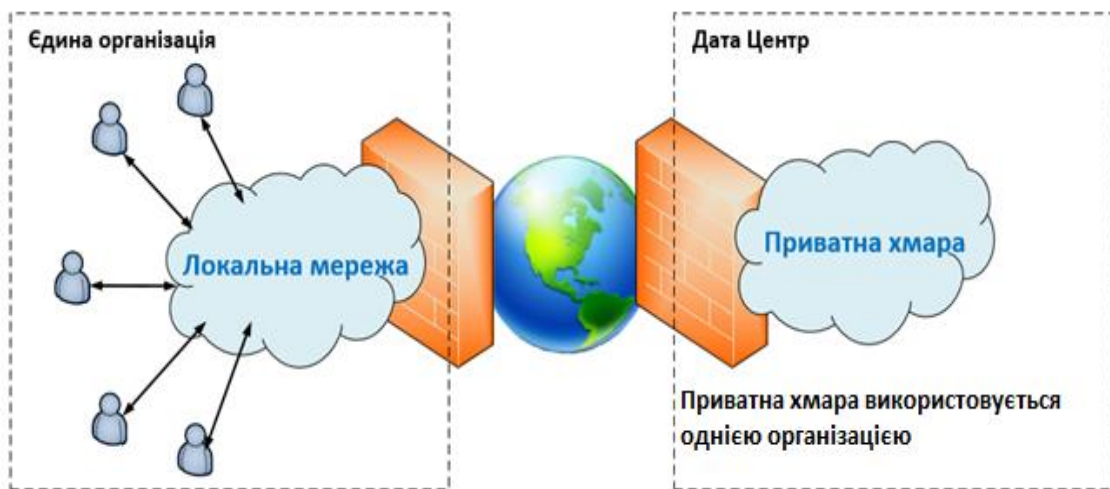 Єдина організація
Дата Центр
Локальна мережа
Приватна хмара
Приватна хмара використовується
однією організацією